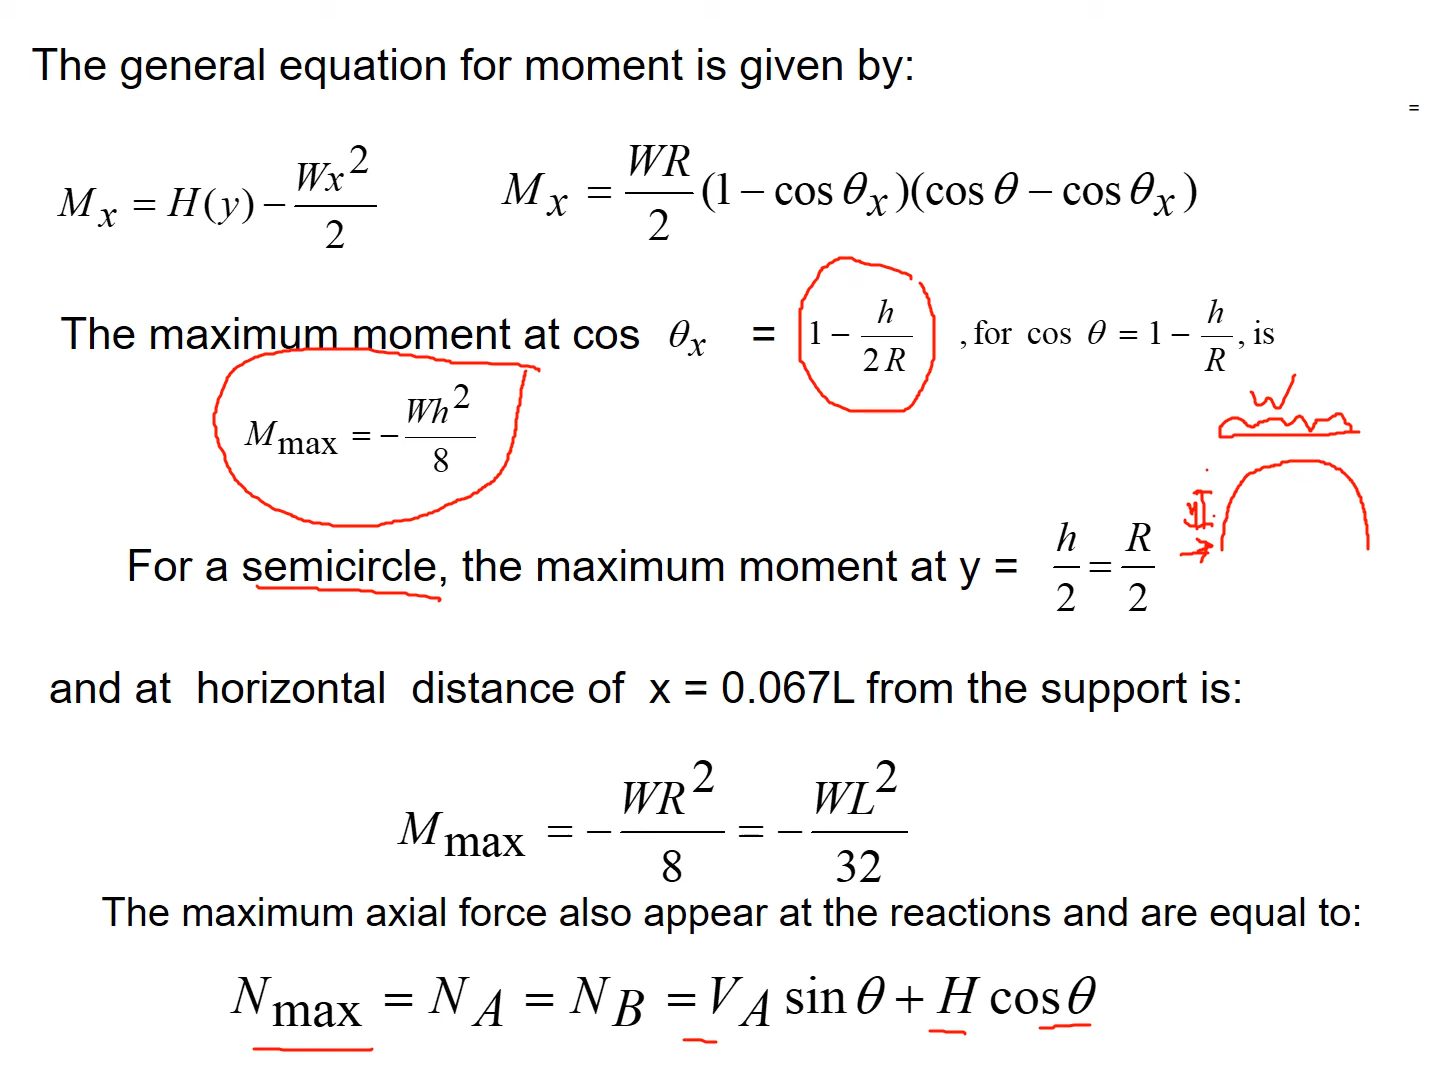 The general equation for moment is given by:
=
M_x = H(y) − Wx²/2    M_x = WR/2 (1 − cos θ_x)(cos θ − cos θ_x)
The maximum moment at cos θ_x = 1 − h/2R , for cos θ = 1 − h/R , is
W
M_max = − Wh²/8
For a semicircle, the maximum moment at y = h/2 = R/2
and at horizontal distance of x = 0.067L from the support is:
M_max = − WR²/8 = − WL²/32
The maximum axial force also appear at the reactions and are equal to:
N_max = N_A = N_B = V_A sin θ + H cos θ